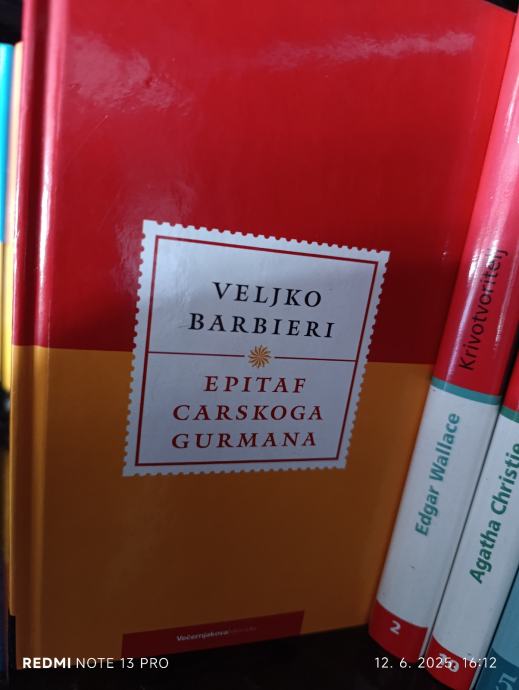 VELJKO
BARBIERI
EPITAF
CARSKOGA
GURMANA
Večernjakova
Krivotvoritelj
Edgar Wallace
2
Agatha Christie
REDMI NOTE 13 PRO
12. 6. 2025. 16:12